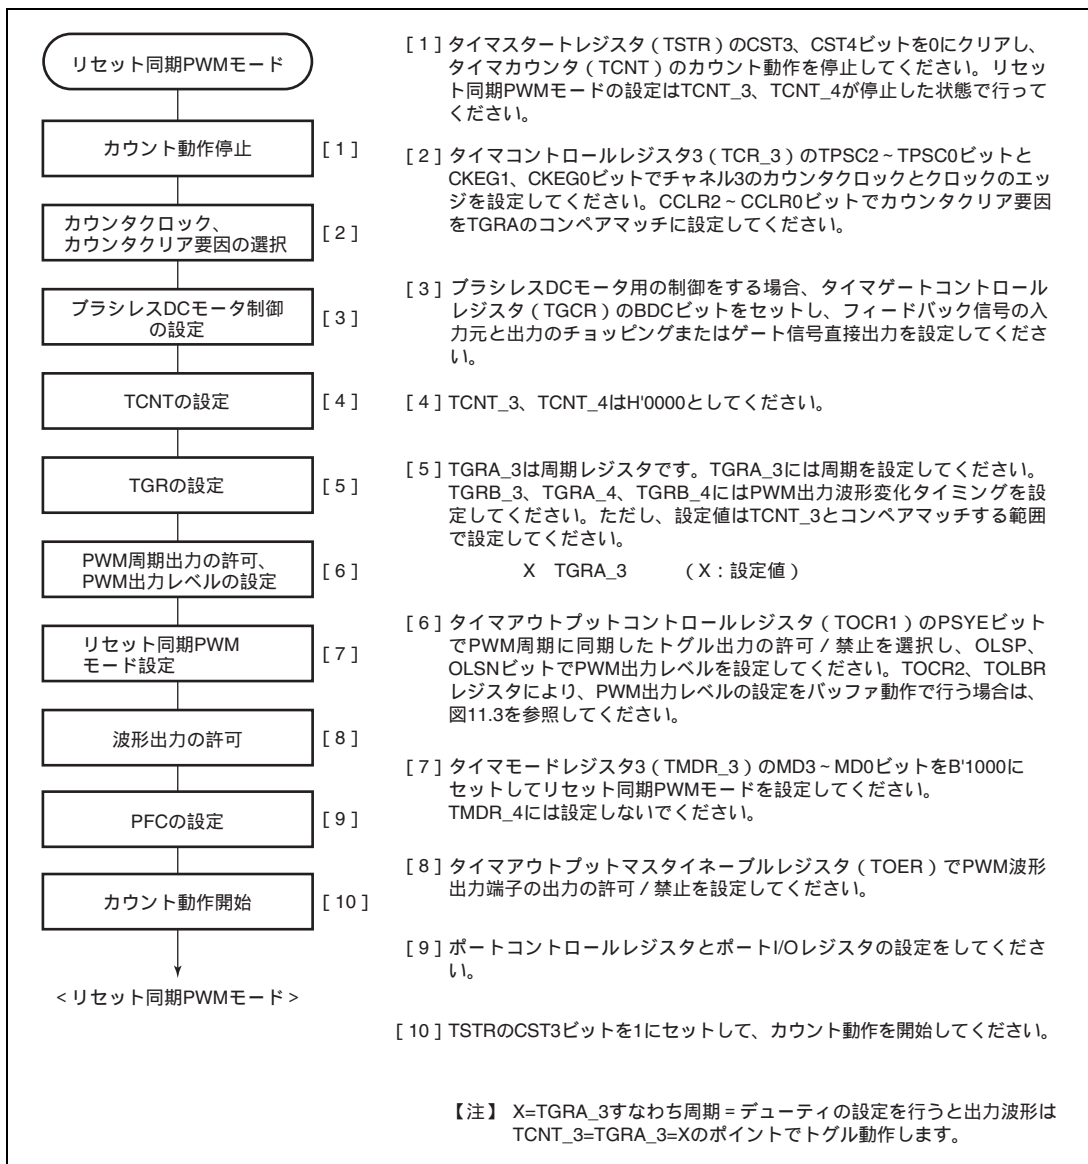 リセット同期PWMモード
カウント動作停止
[ 1 ]
カウンタクロック、
カウンタクリア要因の選択
[ 2 ]
ブラシレスDCモータ制御
の設定
[ 3 ]
TCNTの設定
[ 4 ]
TGRの設定
[ 5 ]
PWM周期出力の許可、
PWM出力レベルの設定
[ 6 ]
リセット同期PWM
モード設定
[ 7 ]
波形出力の許可
[ 8 ]
PFCの設定
[ 9 ]
カウント動作開始
[ 10 ]
< リセット同期PWMモード >
[ 1 ] タイマスタートレジスタ(TSTR)のCST3、CST4ビットを0にクリアし、
タイマカウンタ(TCNT)のカウント動作を停止してください。リセッ
ト同期PWMモードの設定はTCNT_3、TCNT_4が停止した状態で行って
ください。
[ 2 ] タイマコントロールレジスタ3(TCR_3)のTPSC2~TPSC0ビットと
CKEG1、CKEG0ビットでチャネル3のカウンタクロックとクロックのエッ
ジを設定してください。CCLR2~CCLR0ビットでカウンタクリア要因
をTGRAのコンペアマッチに設定してください。
[ 3 ] ブラシレスDCモータ用の制御をする場合、タイマゲートコントロール
レジスタ(TGCR)のBDCビットをセットし、フィードバック信号の入
力元と出力のチョッピングまたはゲート信号直接出力を設定してくださ
い。
[ 4 ] TCNT_3、TCNT_4はH'0000としてください。
[ 5 ] TGRA_3は周期レジスタです。TGRA_3には周期を設定してください。
TGRB_3、TGRA_4、TGRB_4にはPWM出力波形変化タイミングを設
定してください。ただし、設定値はTCNT_3とコンペアマッチする範囲
で設定してください。
X TGRA_3 (X:設定値)
[ 6 ] タイマアウトプットコントロールレジスタ(TOCR1)のPSYEビット
でPWM周期に同期したトグル出力の許可/禁止を選択し、OLSP、
OLSNビットでPWM出力レベルを設定してください。TOCR2、TOLBR
レジスタにより、PWM出力レベルの設定をバッファ動作で行う場合は、
図11.3を参照してください。
[ 7 ] タイマモードレジスタ3(TMDR_3)のMD3~MD0ビットをB'1000に
セットしてリセット同期PWMモードを設定してください。
TMDR_4には設定しないでください。
[ 8 ] タイマアウトプットマスタイネーブルレジスタ(TOER)でPWM波形
出力端子の出力の許可/禁止を設定してください。
[ 9 ] ポートコントロールレジスタとポートI/Oレジスタの設定をしてくださ
い。
[ 10 ] TSTRのCST3ビットを1にセットして、カウント動作を開始してください。
【注】 X=TGRA_3すなわち周期=デューティの設定を行うと出力波形は
TCNT_3=TGRA_3=Xのポイントでトグル動作します。